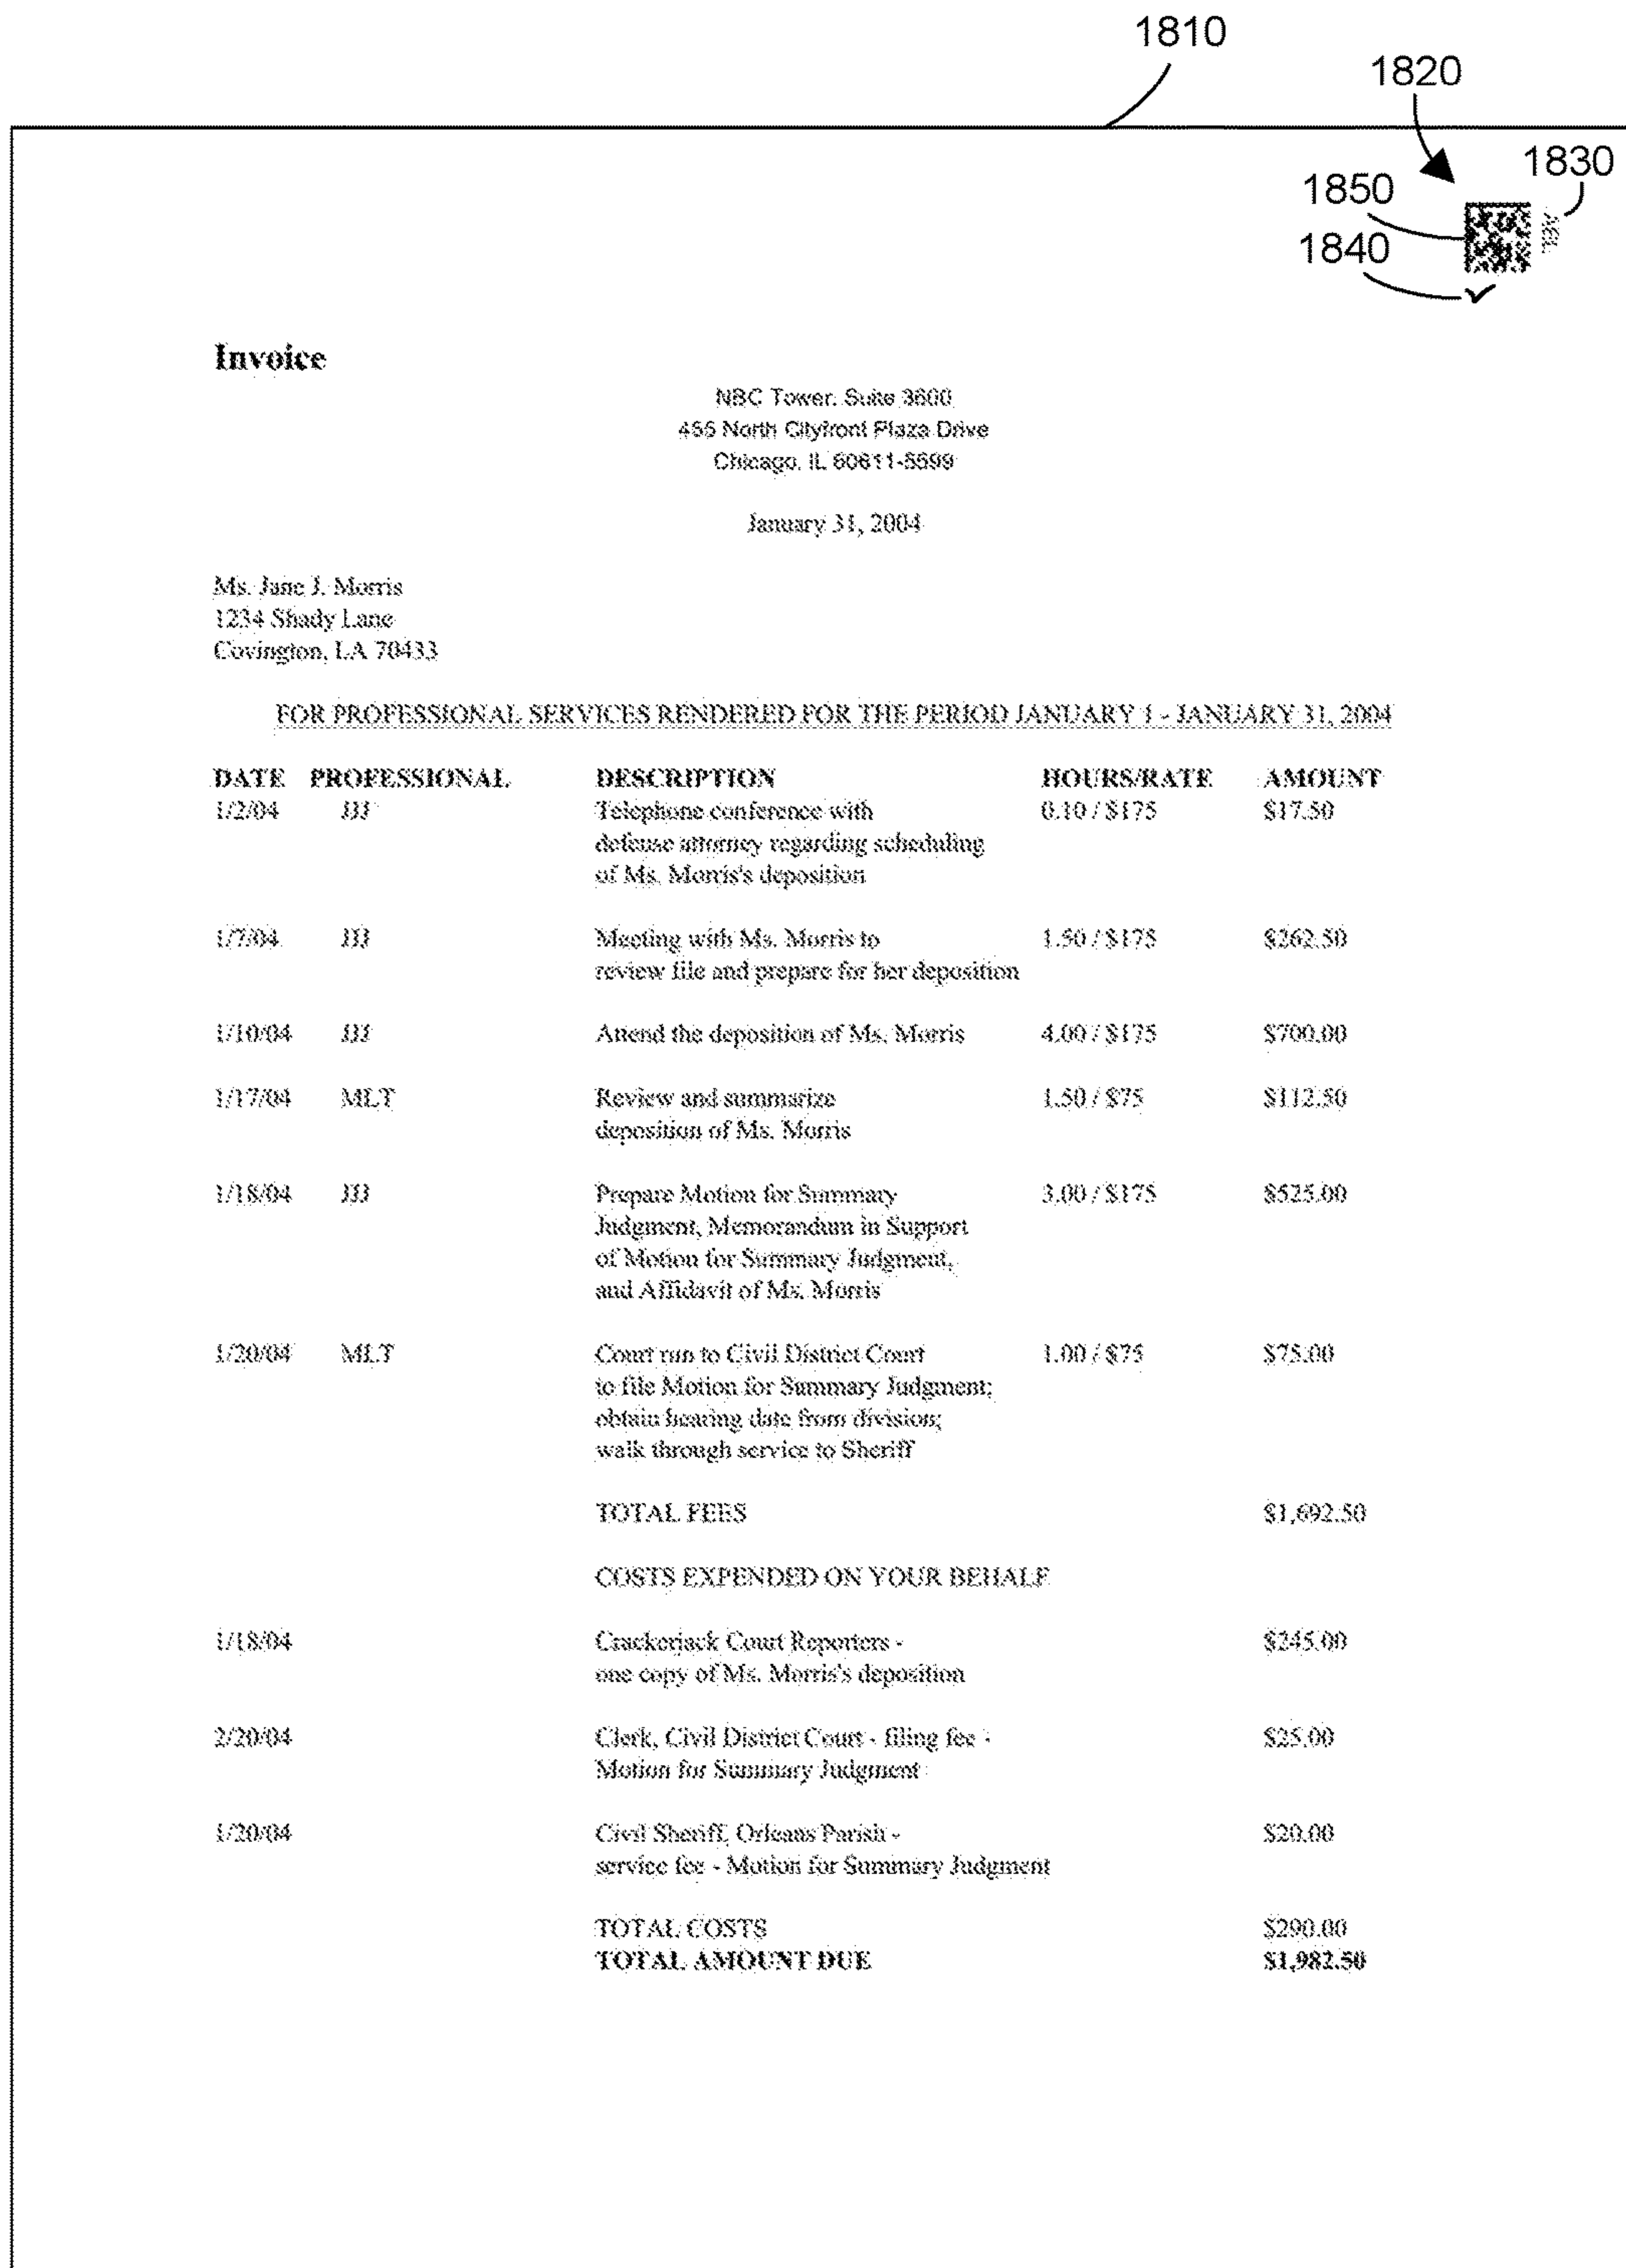 1810
1820
1830
1850
1840
Invoice
NBC Tower, Suite 3600
455 North Cityfront Plaza Drive
Chicago, IL 60611-5599
January 31, 2004
Ms. Jane J. Morris
1234 Shady Lane
Covington, LA 70433
FOR PROFESSIONAL SERVICES RENDERED FOR THE PERIOD JANUARY 1 - JANUARY 31, 2004
DATE PROFESSIONAL DESCRIPTION HOURS/RATE AMOUNT
1/2/04 JJJ Telephone conference with 0.10 / $175 $17.50
defense attorney regarding scheduling
of Ms. Morris's deposition
1/7/04 JJJ Meeting with Ms. Morris to 1.50 / $175 $262.50
review file and prepare for her deposition
1/10/04 JJJ Attend the deposition of Ms. Morris 4.00 / $175 $700.00
1/17/04 MLT Review and summarize 1.50 / $75 $112.50
deposition of Ms. Morris
1/18/04 JJJ Prepare Motion for Summary 3.00 / $175 $525.00
Judgment, Memorandum in Support
of Motion for Summary Judgment,
and Affidavit of Ms. Morris
1/20/04 MLT Court run to Civil District Court 1.00 / $75 $75.00
to file Motion for Summary Judgment;
obtain hearing date from division;
walk through service to Sheriff
TOTAL FEES $1,692.50
COSTS EXPENDED ON YOUR BEHALF
1/18/04 Crackerjack Court Reporters - $245.00
one copy of Ms. Morris's deposition
2/20/04 Clerk, Civil District Court - filing fee - $25.00
Motion for Summary Judgment
1/20/04 Civil Sheriff, Orleans Parish - $20.00
service fee - Motion for Summary Judgment
TOTAL COSTS $290.00
TOTAL AMOUNT DUE $1,982.50